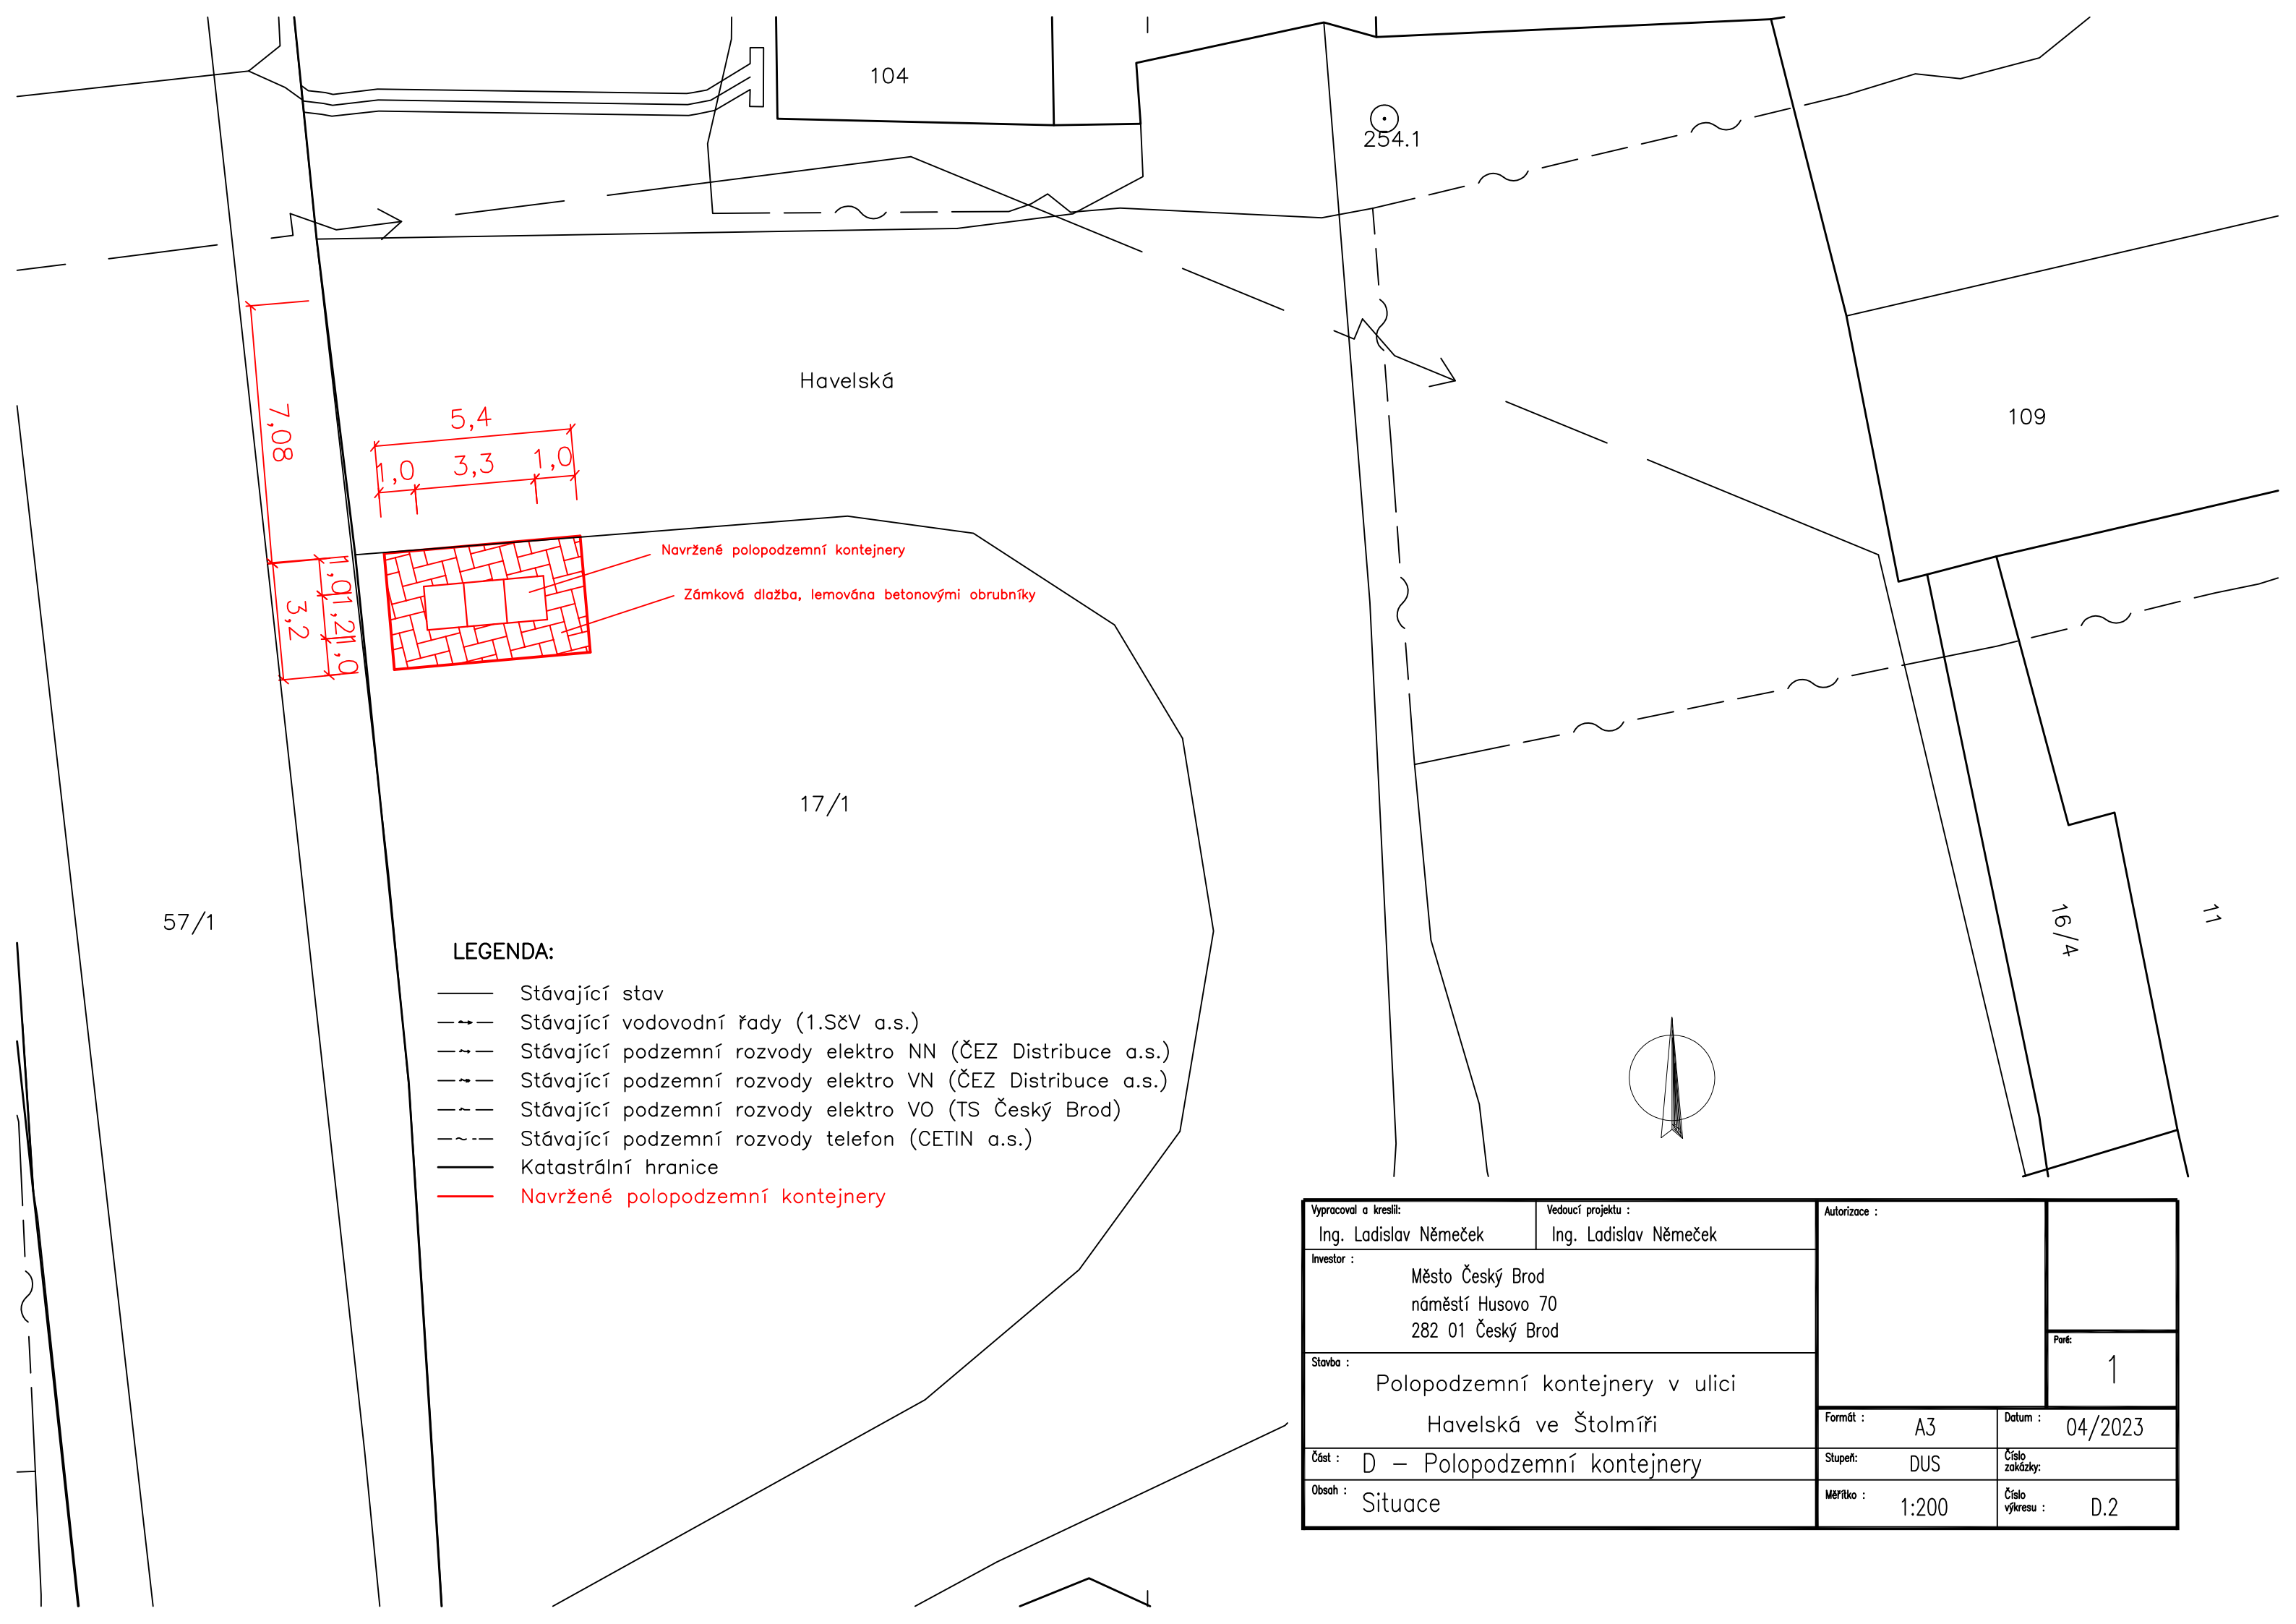 104
254.1
Havelská
109
7,08
5,4
1,0
3,3
1,0
1,0
1,2
1,0
3,2
Navržené polopodzemní kontejnery
Zámková dlažba, lemována betonovými obrubníky
17/1
57/1
16/4
11
LEGENDA:
Stávající stav
Stávající vodovodní řady (1.SčV a.s.)
Stávající podzemní rozvody elektro NN (ČEZ Distribuce a.s.)
Stávající podzemní rozvody elektro VN (ČEZ Distribuce a.s.)
Stávající podzemní rozvody elektro VO (TS Český Brod)
Stávající podzemní rozvody telefon (CETIN a.s.)
Katastrální hranice
Navržené polopodzemní kontejnery
Vypracoval a kreslil:
Ing. Ladislav Němeček
Vedoucí projektu :
Ing. Ladislav Němeček
Autorizace :
Investor :
Město Český Brod
náměstí Husovo 70
282 01 Český Brod
Paré:
1
Stavba :
Polopodzemní kontejnery v ulici
Havelská ve Štolmíři
Formát :
A3
Datum :
04/2023
Část :
D – Polopodzemní kontejnery
Stupeň:
DUS
Číslo
zakázky:
Obsah :
Situace
Měřítko :
1:200
Číslo
výkresu :
D.2